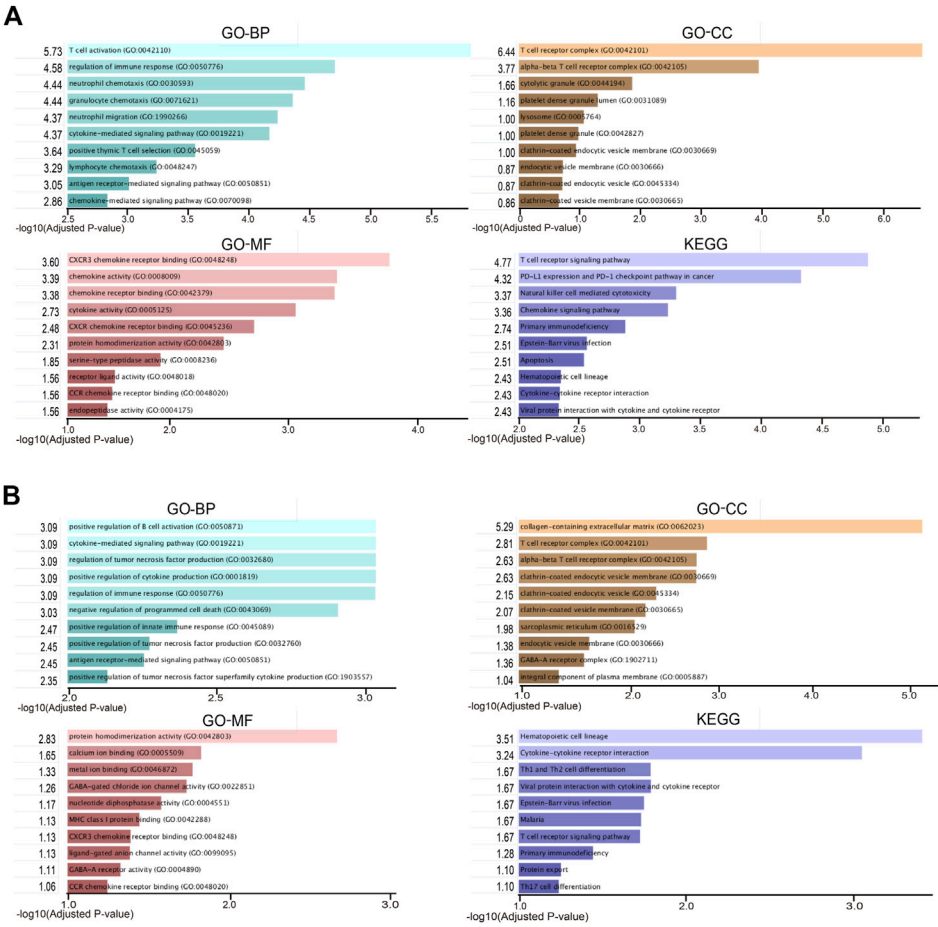 A
GO-BP
5.73 T cell activation (GO:0042110)
4.58 regulation of immune response (GO:0050776)
4.44 neutrophil chemotaxis (GO:0030593)
4.44 granulocyte chemotaxis (GO:0071621)
4.37 neutrophil migration (GO:1990266)
4.37 cytokine-mediated signaling pathway (GO:0019221)
3.64 positive thymic T cell selection (GO:0045059)
3.29 lymphocyte chemotaxis (GO:0048247)
3.05 antigen receptor-mediated signaling pathway (GO:0050851)
2.86 chemokine-mediated signaling pathway (GO:0070098)
2.5 3.0 3.5 4.5 5.0 5.5
-log10(Adjusted P-value)
GO-CC
6.44 T cell receptor complex (GO:0042101)
3.77 alpha-beta T cell receptor complex (GO:0042105)
1.66 cytolytic granule (GO:0044194)
1.16 platelet dense granule lumen (GO:0031089)
1.00 lysosome (GO:0005764)
1.00 platelet dense granule (GO:0042827)
1.00 clathrin-coated endocytic vesicle membrane (GO:0030669)
0.87 endocytic vesicle membrane (GO:0030666)
0.87 clathrin-coated endocytic vesicle (GO:0045334)
0.86 clathrin-coated vesicle membrane (GO:0030665)
0 1.0 2.0 3.0 4.0 5.0 6.0
-log10(Adjusted P-value)
GO-MF
3.60 CXCR3 chemokine receptor binding (GO:0048248)
3.39 chemokine activity (GO:0008009)
3.38 chemokine receptor binding (GO:0042379)
2.73 cytokine activity (GO:0005125)
2.48 CXCR chemokine receptor binding (GO:0045236)
2.31 protein homodimerization activity (GO:0042803)
1.85 serine-type peptidase activity (GO:0008236)
1.56 receptor ligand activity (GO:0048018)
1.56 CCR chemokine receptor binding (GO:0048020)
1.56 endopeptidase activity (GO:0004175)
1.0 2.0 3.0 4.0
-log10(Adjusted P-value)
KEGG
4.77 T cell receptor signaling pathway
4.32 PD-L1 expression and PD-1 checkpoint pathway in cancer
3.37 Natural killer cell mediated cytotoxicity
3.36 Chemokine signaling pathway
2.74 Primary immunodeficiency
2.51 Epstein-Barr virus infection
2.51 Apoptosis
2.43 Hematopoietic cell lineage
2.43 Cytokine-cytokine receptor interaction
2.43 Viral protein interaction with cytokine and cytokine receptor
2.0 2.5 3.0 3.5 4.0 4.5 5.0
-log10(Adjusted P-value)
B
GO-BP
3.09 positive regulation of B cell activation (GO:0050871)
3.09 cytokine-mediated signaling pathway (GO:0019221)
3.09 regulation of tumor necrosis factor production (GO:0032680)
3.09 positive regulation of cytokine production (GO:0001819)
3.09 regulation of immune response (GO:0050776)
3.03 negative regulation of programmed cell death (GO:0043069)
2.47 positive regulation of innate immune response (GO:0045089)
2.45 positive regulation of tumor necrosis factor production (GO:0032760)
2.45 antigen receptor-mediated signaling pathway (GO:0050851)
2.35 positive regulation of tumor necrosis factor superfamily cytokine production (GO:1903557)
2.0 2.5 3.0
-log10(Adjusted P-value)
GO-CC
5.29 collagen-containing extracellular matrix (GO:0062023)
2.81 T cell receptor complex (GO:0042101)
2.63 alpha-beta T cell receptor complex (GO:0042105)
2.63 clathrin-coated endocytic vesicle membrane (GO:0030669)
2.15 clathrin-coated endocytic vesicle (GO:0045334)
2.07 clathrin-coated vesicle membrane (GO:0030665)
1.98 sarcoplasmic reticulum (GO:0016529)
1.38 endocytic vesicle membrane (GO:0030666)
1.36 GABA-A receptor complex (GO:1902711)
1.04 integral component of plasma membrane (GO:0005887)
1.0 2.0 3.0 4.0 5.0
-log10(Adjusted P-value)
GO-MF
2.83 protein homodimerization activity (GO:0042803)
1.65 calcium ion binding (GO:0005509)
1.33 metal ion binding (GO:0046872)
1.26 GABA-gated chloride ion channel activity (GO:0022851)
1.17 nucleotide diphosphatase activity (GO:0004551)
1.13 MHC class I protein binding (GO:0042288)
1.13 CXCR3 chemokine receptor binding (GO:0048248)
1.13 ligand-gated anion channel activity (GO:0099095)
1.11 GABA-A receptor activity (GO:0004890)
1.06 CCR chemokine receptor binding (GO:0048020)
1.0 2.0 3.0
-log10(Adjusted P-value)
KEGG
3.51 Hematopoietic cell lineage
3.24 Cytokine-cytokine receptor interaction
1.67 Th1 and Th2 cell differentiation
1.67 Viral protein interaction with cytokine and cytokine receptor
1.67 Epstein-Barr virus infection
1.67 Malaria
1.67 T cell receptor signaling pathway
1.28 Primary immunodeficiency
1.10 Protein export
1.10 Th17 cell differentiation
1.0 2.0 3.0
-log10(Adjusted P-value)